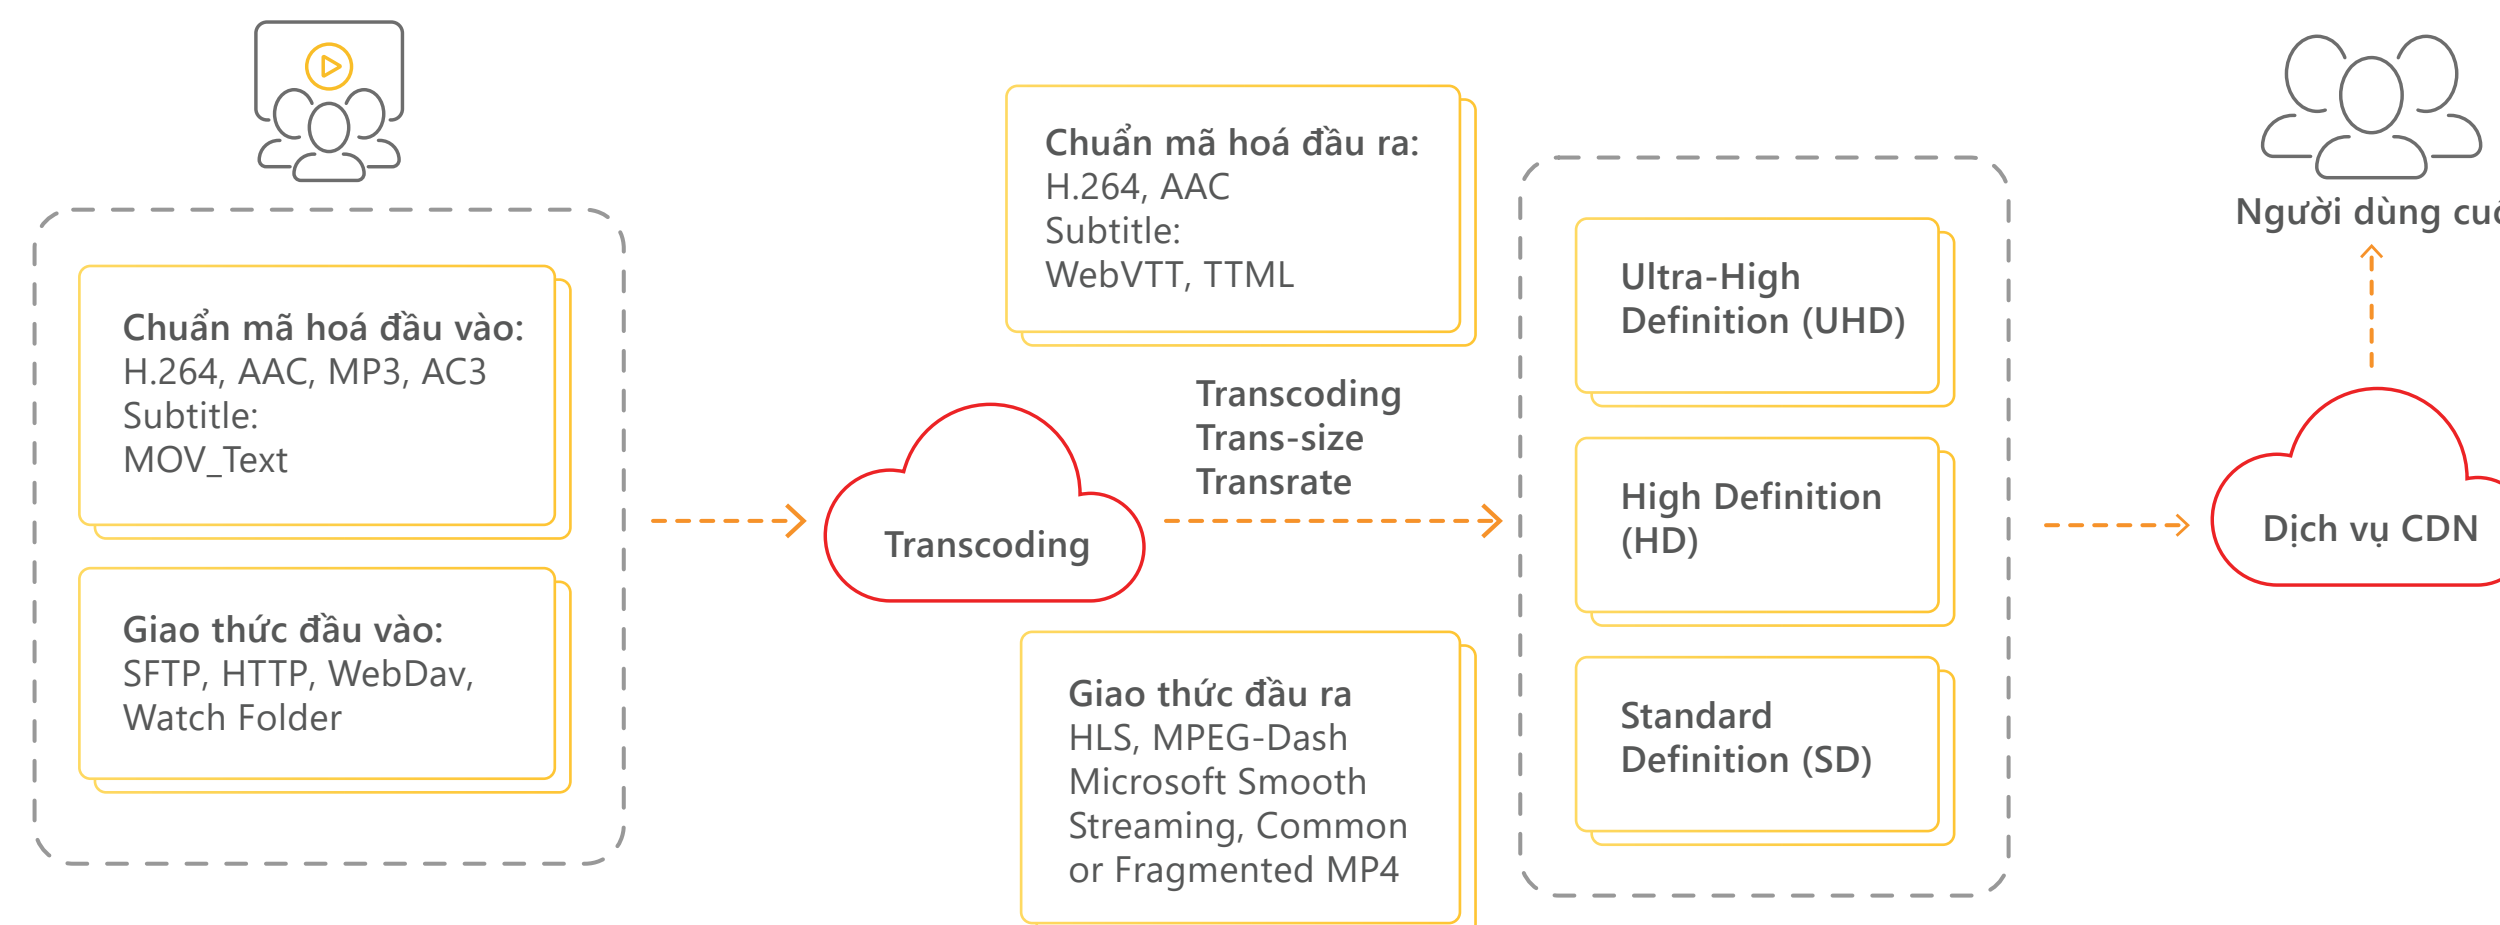 Chuẩn mã hoá đầu vào:
H.264, AAC, MP3, AC3
Subtitle:
MOV_Text
Giao thức đầu vào:
SFTP, HTTP, WebDav,
Watch Folder
Transcoding
Chuẩn mã hoá đầu ra:
H.264, AAC
Subtitle:
WebVTT, TTML
Transcoding
Trans-size
Transrate
Giao thức đầu ra
HLS, MPEG-Dash
Microsoft Smooth
Streaming, Common
or Fragmented MP4
Ultra-High
Definition (UHD)
High Definition
(HD)
Standard
Definition (SD)
Người dùng
Dịch vụ CDN